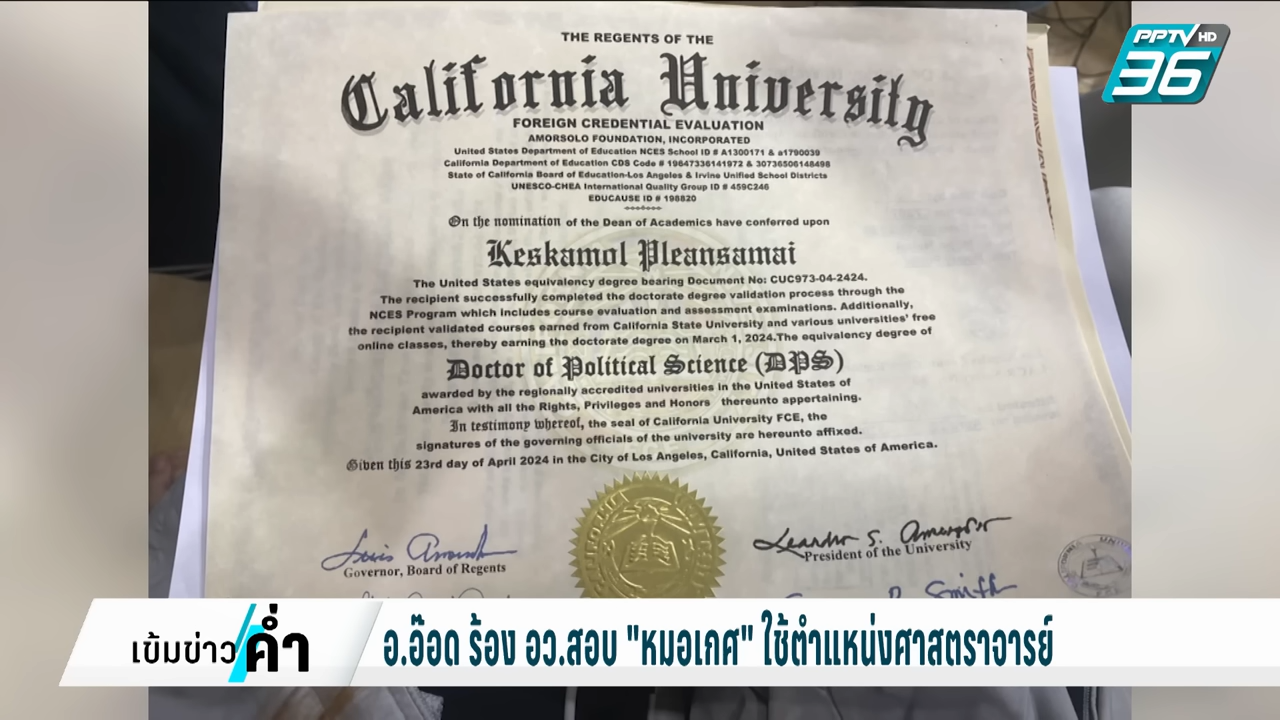 PPTV HD
36
THE REGENTS OF THE
California University
FOREIGN CREDENTIAL EVALUATION
AMORSOLO FOUNDATION, INCORPORATED
United States Department of Education NCES School ID # A1300171 & a1790039
California Department of Education CDS Code # 19647336141972 & 30736506148498
State of California Board of Education-Los Angeles & Irvine Unified School Districts
UNESCO-CHEA International Quality Group ID # 459C246
EDUCAUSE ID # 198820
On the nomination of the Dean of Academics have conferred upon
Keskamol Pleansamai
The United States equivalency degree bearing Document No: CUC973-04-2424.
The recipient successfully completed the doctorate degree validation process through the
NCES Program which includes course evaluation and assessment examinations. Additionally,
the recipient validated courses earned from California State University and various universities' free
online classes, thereby earning the doctorate degree on March 1, 2024.The equivalency degree of
Doctor of Political Science (DPS)
awarded by the regionally accredited universities in the United States of
America with all the Rights, Privileges and Honors thereunto appertaining.
In testimony whereof, the seal of California University FCE, the
signatures of the governing officials of the university are hereunto affixed.
Given this 23rd day of April 2024 in the City of Los Angeles, California, United States of America.
Governor, Board of Regents
President of the University
Smith
เข้มข่าวค่ำ
อ.อ๊อด ร้อง อว.สอบ "หมอเกศ" ใช้ตำแหน่งศาสตราจารย์